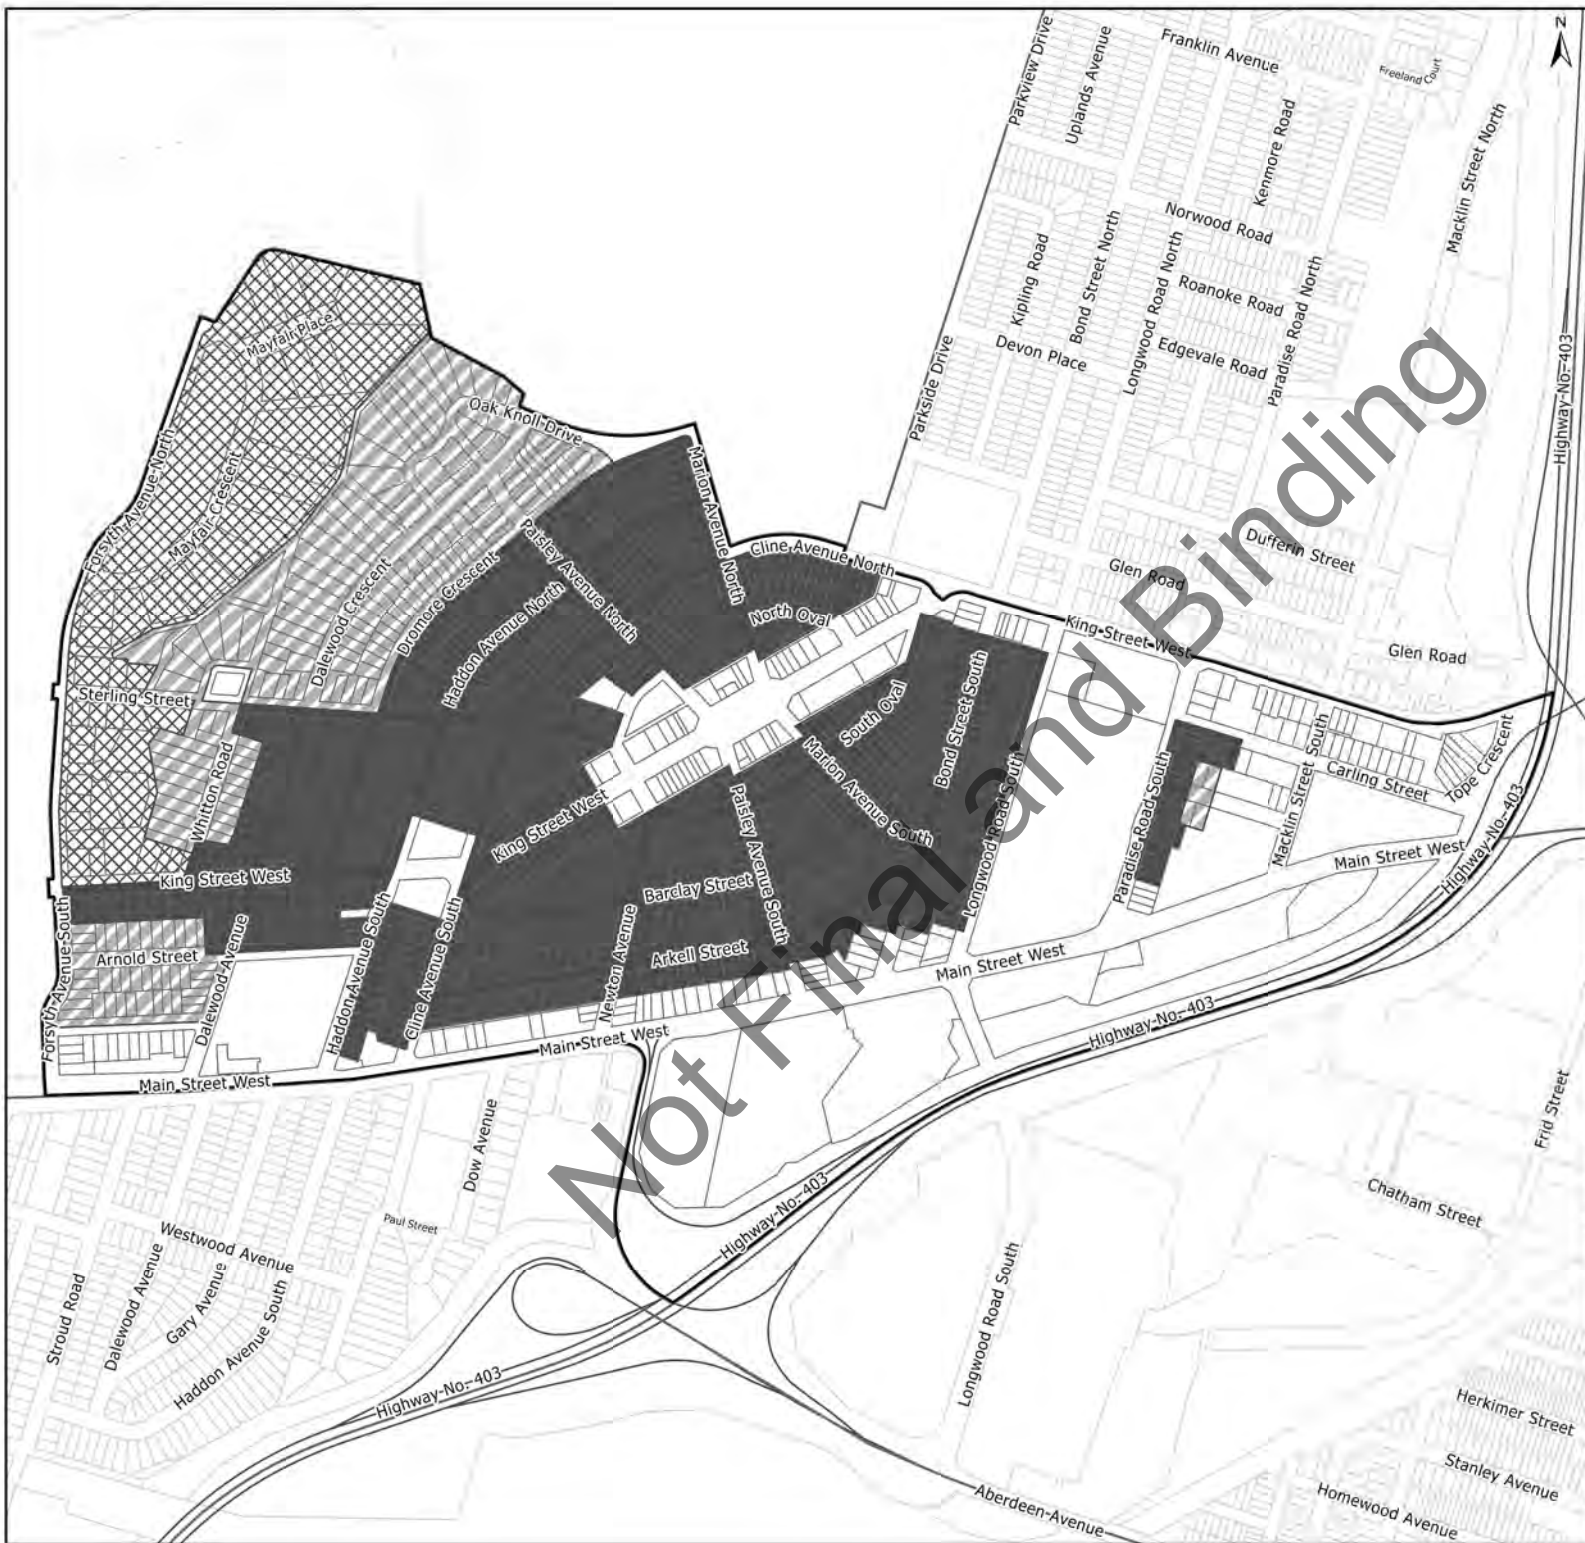 N
Parkview Drive
Uplands Avenue
Franklin Avenue
Freeland Court
Kenmore Road
Macklin Street North
Norwood Road
Kipling Road
Bond Street North
Longwood Road North
Roanoke Road
Paradise Road North
Devon Place
Edgevale Road
Parkside Drive
Highway No. 403
Mayfair Place
Oak Knoll Drive
Forsyth Avenue North
Mayfair Crescent
Marion Avenue North
Paisley Avenue North
Cline Avenue North
Dufferin Street
Glen Road
Dalewood Crescent
Dromore Crescent
Haddon Avenue North
North Oval
King Street West
Glen Road
Sterling Street
South Oval
Bond Street South
Whitton Road
Marion Avenue South
Longwood Road South
Paradise Road South
Macklin Street South
Carling Street
Tope Crescent
King Street West
Paisley Avenue South
Main Street West
Highway No. 403
King Street West
Barclay Street
Forsyth Avenue South
Arnold Street
Dalewood Avenue
Haddon Avenue South
Cline Avenue South
Newton Avenue
Arkell Street
Main Street West
Main Street West
Main Street West
Highway No. 403
Not Final and Binding
Dow Avenue
Frid Street
Paul Street
Chatham Street
Westwood Avenue
Highway No. 403
Stroud Road
Dalewood Avenue
Gary Avenue
Haddon Avenue South
Longwood Road South
Highway No. 403
Herkimer Street
Stanley Avenue
Homewood Avenue
Aberdeen Avenue